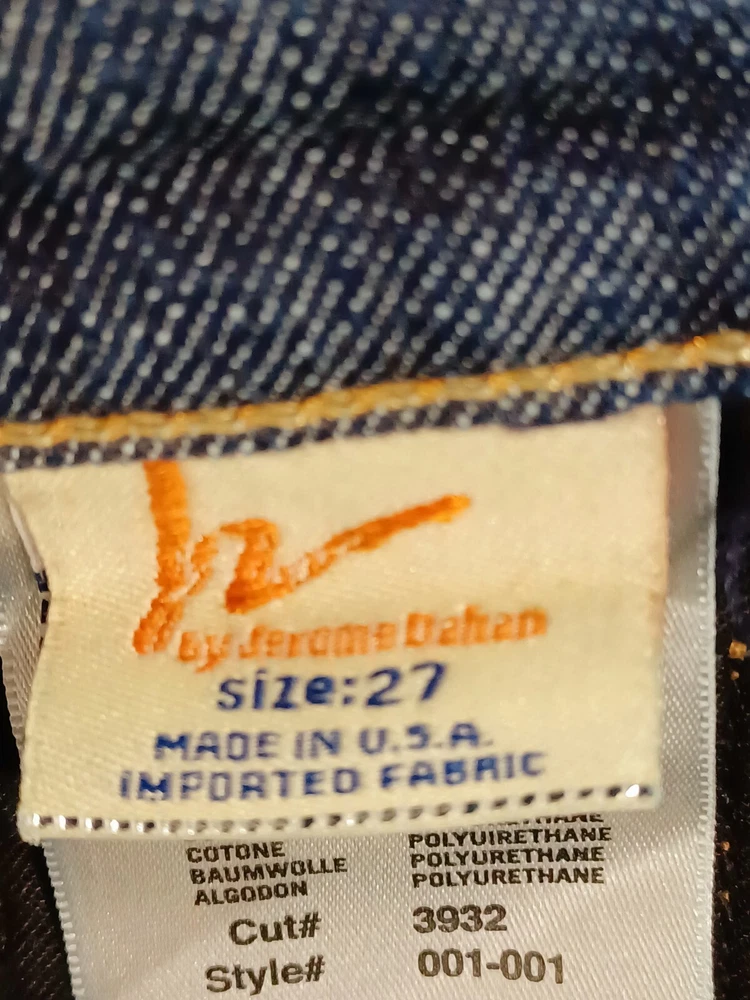 by Jerome Dahan
size:27
MADE IN U.S.A.
IMPORTED FABRIC
COTONE POLYUIRETHANE
BAUMWOLLE POLYURETHANE
ALGODON POLYURETHANE
Cut# 3932
Style# 001-001